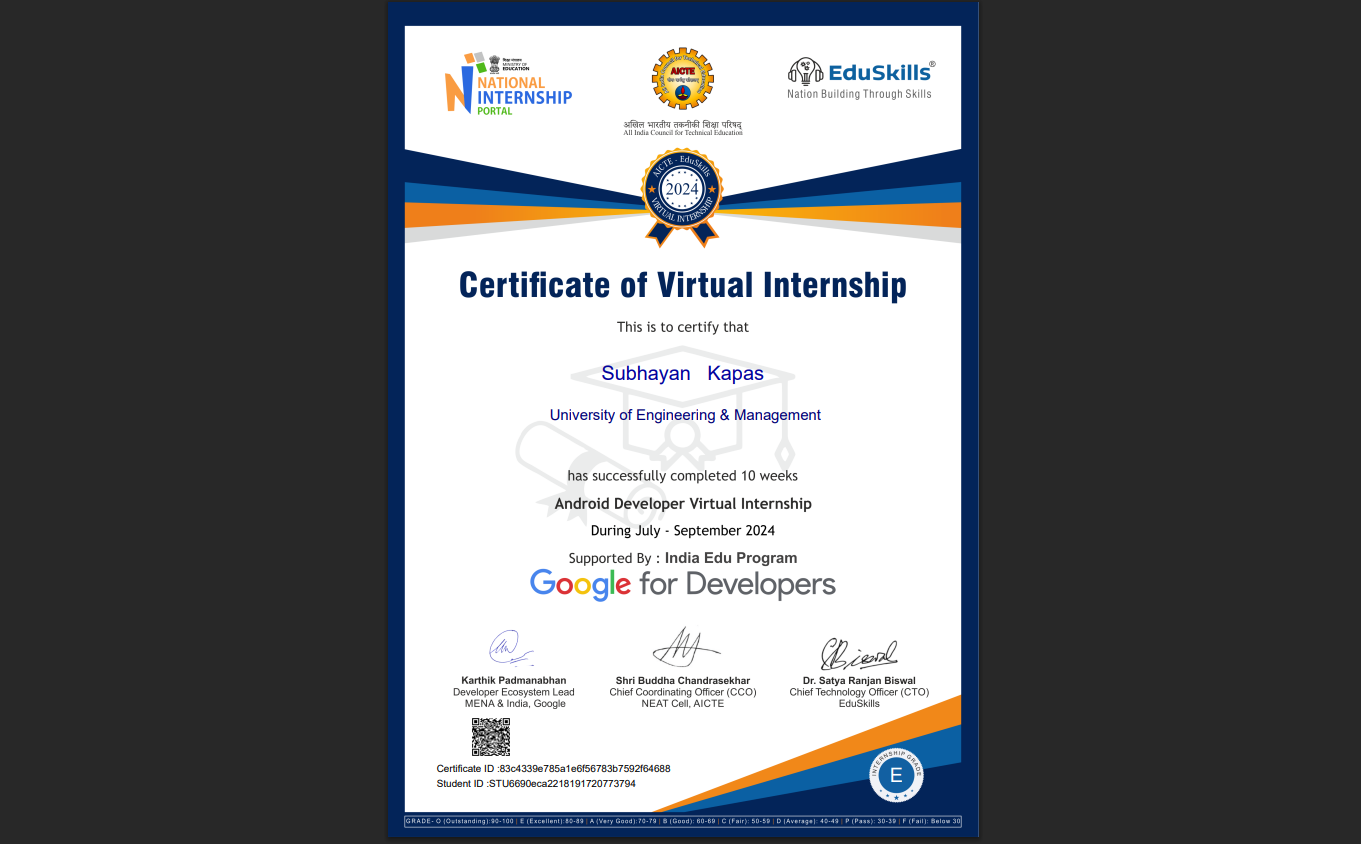 शिक्षा मंत्रालय
MINISTRY OF
EDUCATION
NATIONAL
INTERNSHIP
PORTAL
AICTE
अखिल भारतीय तकनीकी शिक्षा परिषद्
All India Council for Technical Education
EduSkills®
Nation Building Through Skills
AICTE - EduSkills
2024
VIRTUAL INTERNSHIP
Certificate of Virtual Internship
This is to certify that
Subhayan Kapas
University of Engineering & Management
has successfully completed 10 weeks
Android Developer Virtual Internship
During July - September 2024
Supported By : India Edu Program
Google for Developers
Karthik Padmanabhan
Developer Ecosystem Lead
MENA & India, Google
Shri Buddha Chandrasekhar
Chief Coordinating Officer (CCO)
NEAT Cell, AICTE
Dr. Satya Ranjan Biswal
Chief Technology Officer (CTO)
EduSkills
Certificate ID :83c4339e785a1e6f56783b7592f64688
Student ID :STU6690eca2218191720773794
INTERNSHIP GRADE
E
GRADE- O (Outstanding):90-100 | E (Excellent):80-89 | A (Very Good):70-79 | B (Good): 60-69 | C (Fair): 50-59 | D (Average): 40-49 | P (Pass): 30-39 | F (Fail): Below 30